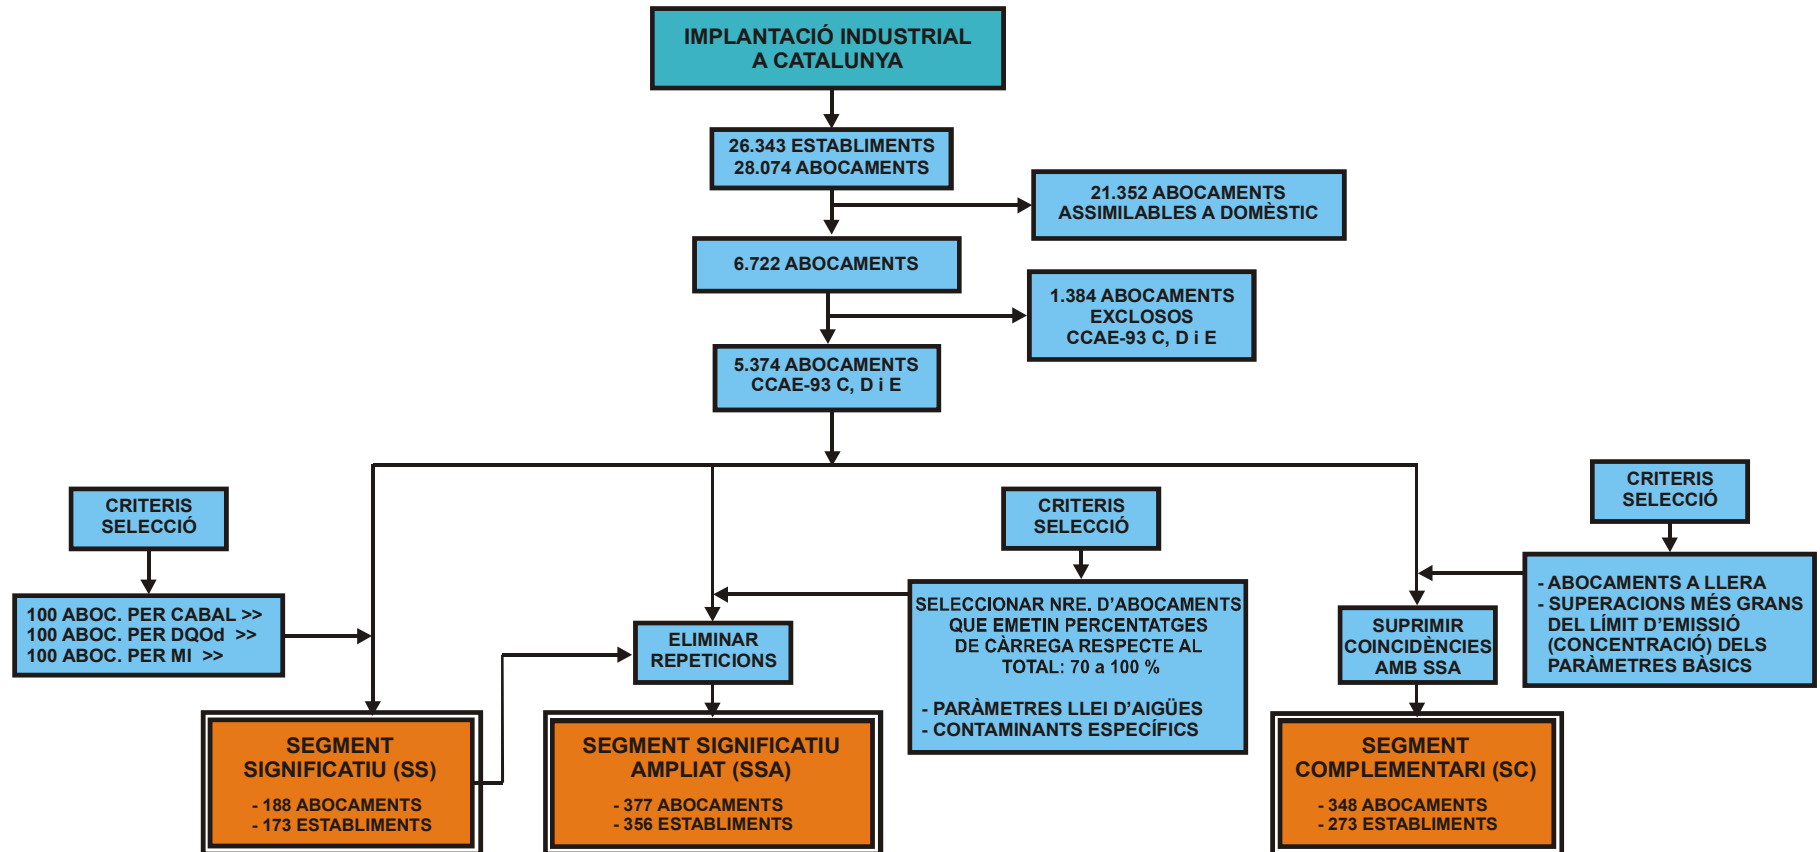 IMPLANTACIÓ INDUSTRIAL
A CATALUNYA
26.343 ESTABLIMENTS
28.074 ABOCAMENTS
21.352 ABOCAMENTS
ASSIMILABLES A DOMÈSTIC
6.722 ABOCAMENTS
1.384 ABOCAMENTS
EXCLOSOS
CCAE-93 C, D i E
5.374 ABOCAMENTS
CCAE-93 C, D i E
CRITERIS
SELECCIÓ
100 ABOC. PER CABAL >>
100 ABOC. PER DQOd >>
100 ABOC. PER MI >>
ELIMINAR
REPETICIONS
CRITERIS
SELECCIÓ
SELECCIONAR NRE. D'ABOCAMENTS
QUE EMETIN PERCENTATGES
DE CÀRREGA RESPECTE AL
TOTAL: 70 a 100 %
- PARÀMETRES LLEI D'AIGÜES
- CONTAMINANTS ESPECÍFICS
SUPRIMIR
COINCIDÈNCIES
AMB SSA
CRITERIS
SELECCIÓ
- ABOCAMENTS A LLERA
- SUPERACIONS MÉS GRANS
DEL LÍMIT D'EMISSIÓ
(CONCENTRACIÓ) DELS
PARÀMETRES BÀSICS
SEGMENT
SIGNIFICATIU (SS)
- 188 ABOCAMENTS
- 173 ESTABLIMENTS
SEGMENT SIGNIFICATIU
AMPLIAT (SSA)
- 377 ABOCAMENTS
- 356 ESTABLIMENTS
SEGMENT
COMPLEMENTARI (SC)
- 348 ABOCAMENTS
- 273 ESTABLIMENTS